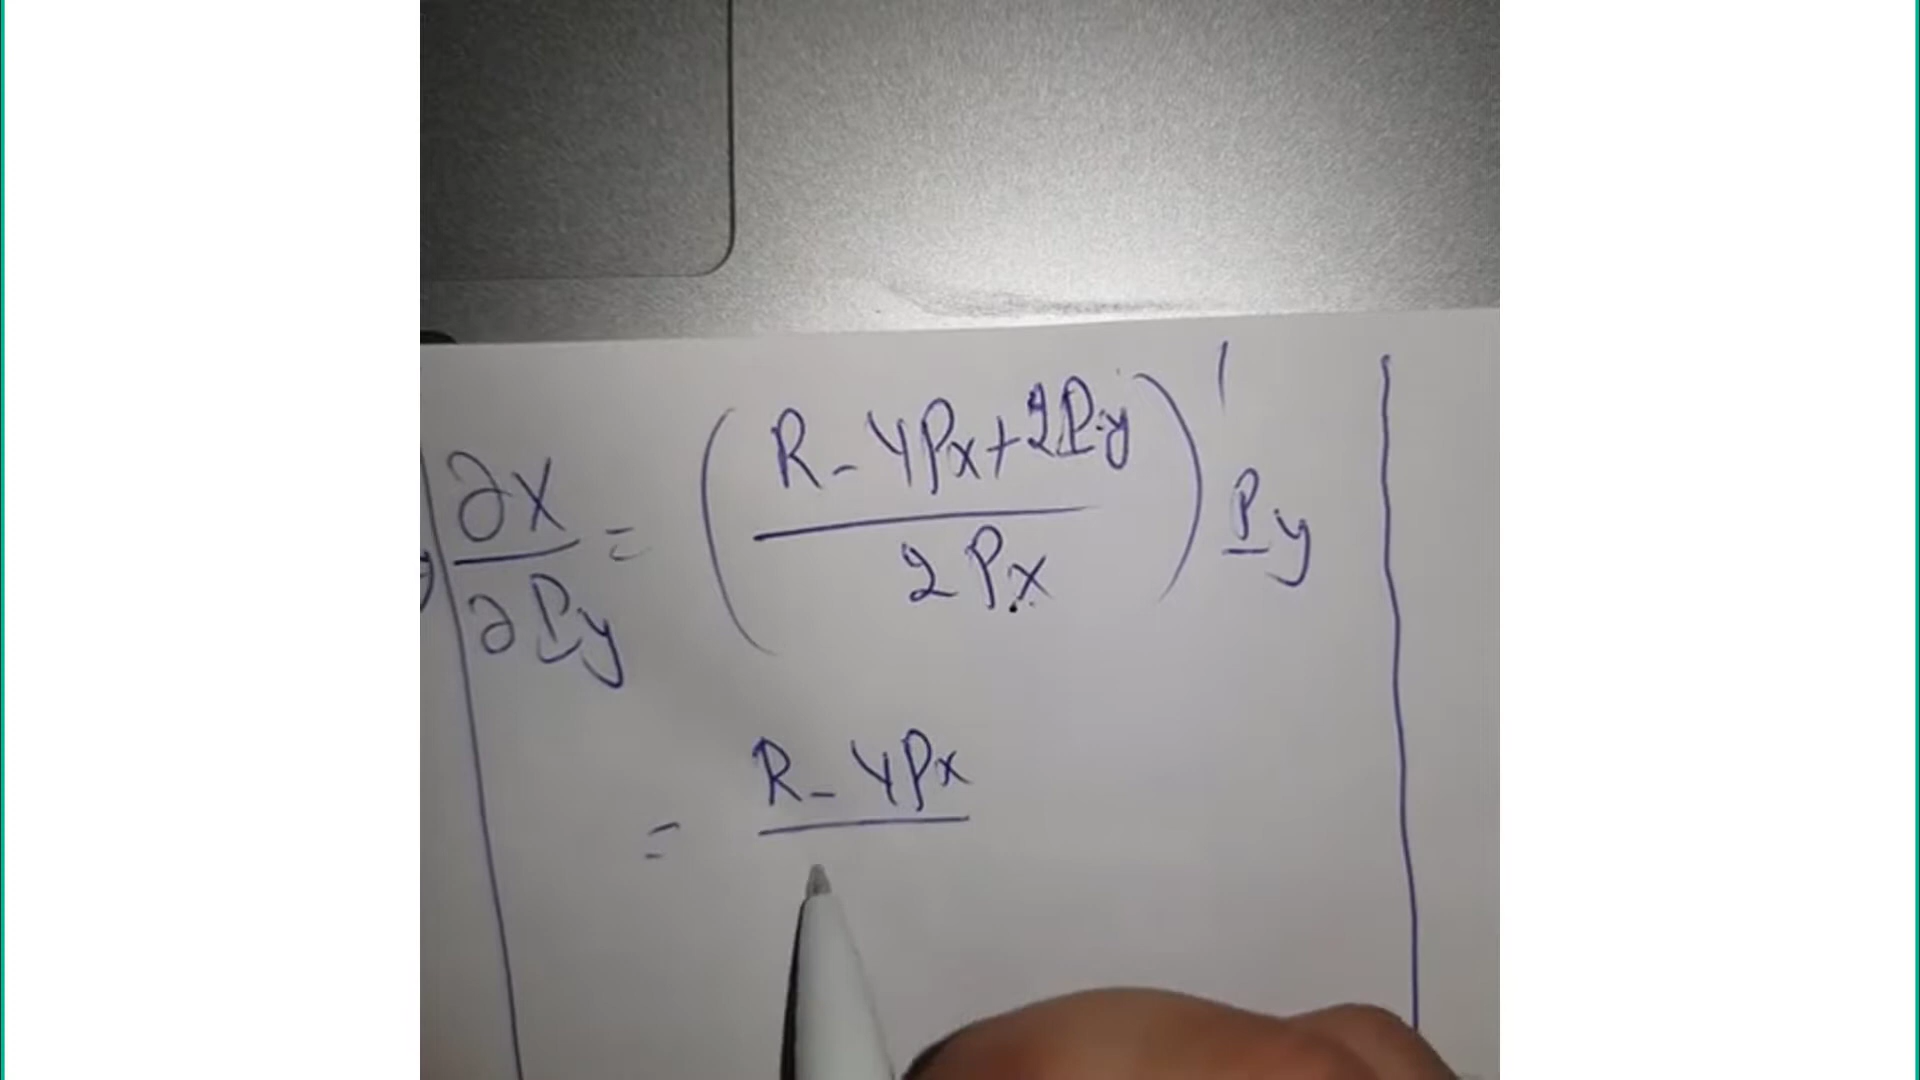 ∂X/∂Py = ((R - 4Px + 2Py)/(2Px))' Py
= (R - 4Px)/